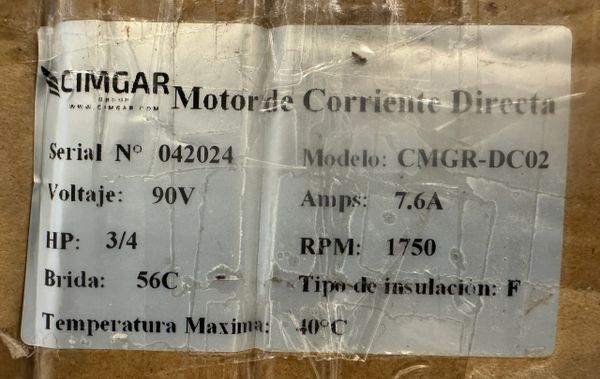 CIMGAR
GROUP
WWW.CIMGAR.COM
Motor de Corriente Directa
Serial Nº 042024 Modelo: CMGR-DC02
Voltaje: 90V Amps: 7.6A
HP: 3/4 RPM: 1750
Brida: 56C Tipo de insulación: F
Temperatura Maxima: 40°C